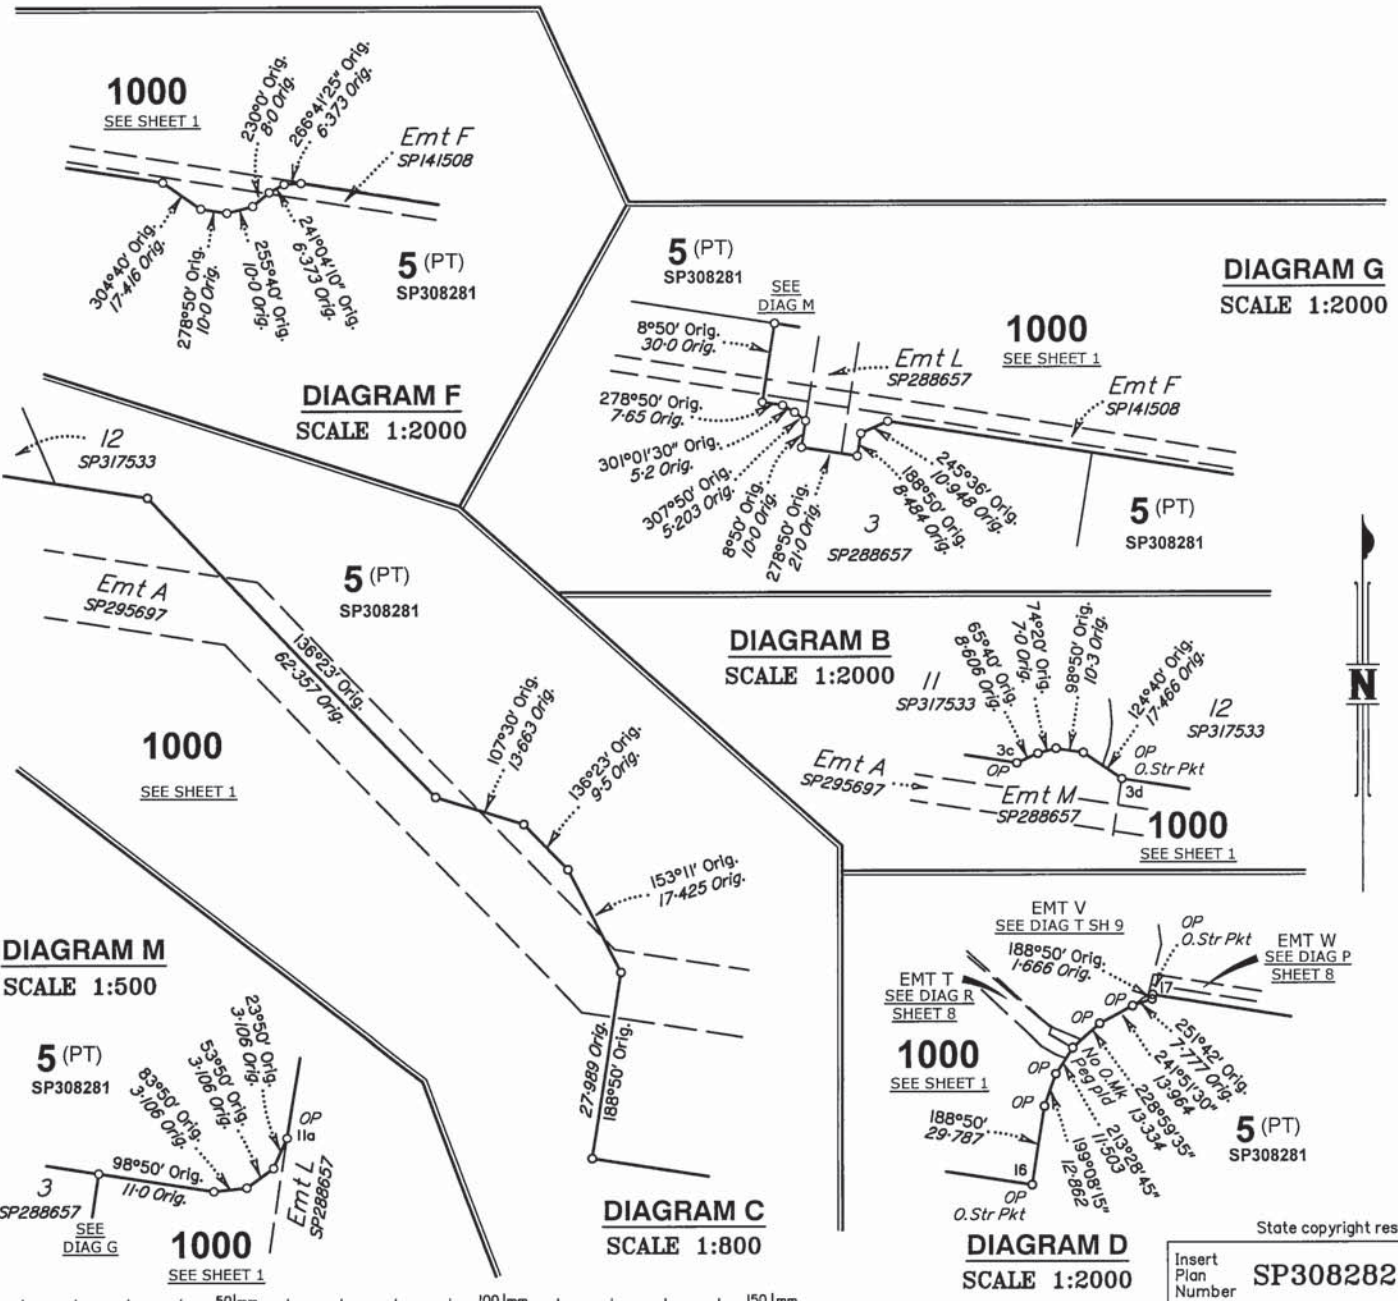 1000
SEE SHEET 1
230°0' Orig.
8·0 Orig.
266°41'25" Orig.
6·373 Orig.
Emt F
SP141508
304°40' Orig.
17·416 Orig.
278°50' Orig.
10·0 Orig.
255°40' Orig.
10·0 Orig.
241°04'10" Orig.
6·373 Orig.
5 (PT)
SP308281
DIAGRAM F
SCALE 1:2000
5 (PT)
SP308281
SEE
DIAG M
DIAGRAM G
SCALE 1:2000
8°50' Orig.
30·0 Orig.
1000
SEE SHEET 1
Emt L
SP288657
Emt F
SP141508
278°50' Orig.
7·65 Orig.
301°01'30" Orig.
5·2 Orig.
307°50' Orig.
5·203 Orig.
8°50' Orig.
10·0 Orig.
278°50' Orig.
21·0 Orig.
188°50' Orig.
8·484 Orig.
245°36' Orig.
10·948 Orig.
3
SP288657
5 (PT)
SP308281
12
SP317533
Emt A
SP295697
5 (PT)
SP308281
136°23' Orig.
62·357 Orig.
107°30' Orig.
13·663 Orig.
136°23' Orig.
9·5 Orig.
153°11' Orig.
17·425 Orig.
27·989 Orig.
188°50' Orig.
1000
SEE SHEET 1
DIAGRAM C
SCALE 1:800
DIAGRAM B
SCALE 1:2000
11
SP317533
65°40' Orig.
8·606 Orig.
74°20' Orig.
7·0 Orig.
98°50' Orig.
10·3 Orig.
124°40' Orig.
17·466 Orig.
12
SP317533
3c
OP
OP
O.Str Pkt
3d
Emt A
SP295697
Emt M
SP288657
1000
SEE SHEET 1
N
DIAGRAM M
SCALE 1:500
5 (PT)
SP308281
83°50' Orig.
3·106 Orig.
53°50' Orig.
3·106 Orig.
23°50' Orig.
3·106 Orig.
OP
11a
98°50' Orig.
11·0 Orig.
3
SP288657
SEE
DIAG G
Emt L
SP288657
1000
SEE SHEET 1
EMT V
SEE DIAG T SH 9
188°50' Orig.
1·666 Orig.
OP
O.Str Pkt
17
EMT W
SEE DIAG P
SHEET 8
EMT T
SEE DIAG R
SHEET 8
OP
OP
OP
OP
No O.Mk
Peg pld
1000
SEE SHEET 1
251°42' Orig.
7·777 Orig.
241°51'30"
13·964
228°59'35"
13·334
213°28'45"
11·503
199°08'15"
12·862
188°50'
29·787
16
OP
O.Str Pkt
5 (PT)
SP308281
DIAGRAM D
SCALE 1:2000
State copyright res
Insert
Plan
Number
SP308282
50 mm
100 mm
150 mm